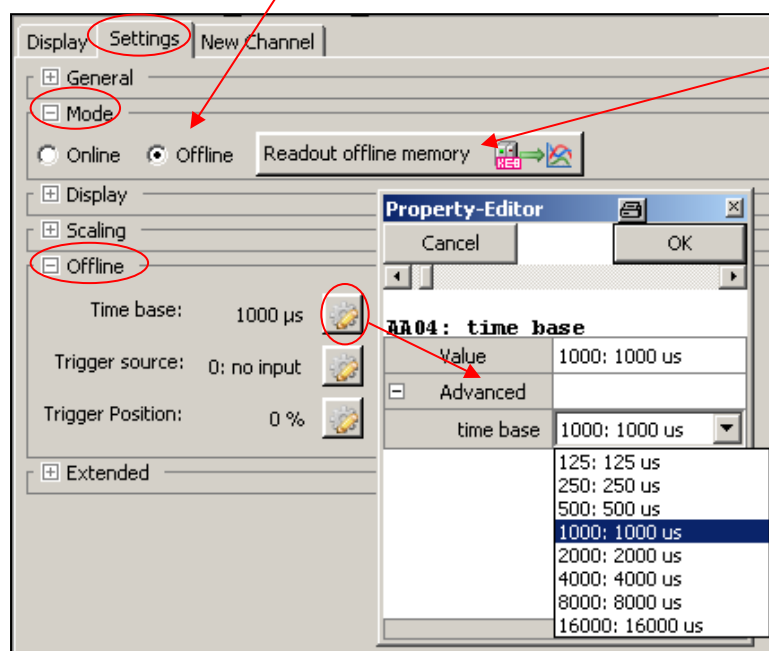 Display Settings New Channel
General
Mode
Online Offline Readout offline memory KEB
Display
Scaling
Offline
Time base: 1000 µs
Trigger source: 0: no input
Trigger Position: 0 %
Extended
Property-Editor
Cancel OK
AA04: time base
Value 1000: 1000 us
Advanced
time base 1000: 1000 us
125: 125 us
250: 250 us
500: 500 us
1000: 1000 us
2000: 2000 us
4000: 4000 us
8000: 8000 us
16000: 16000 us